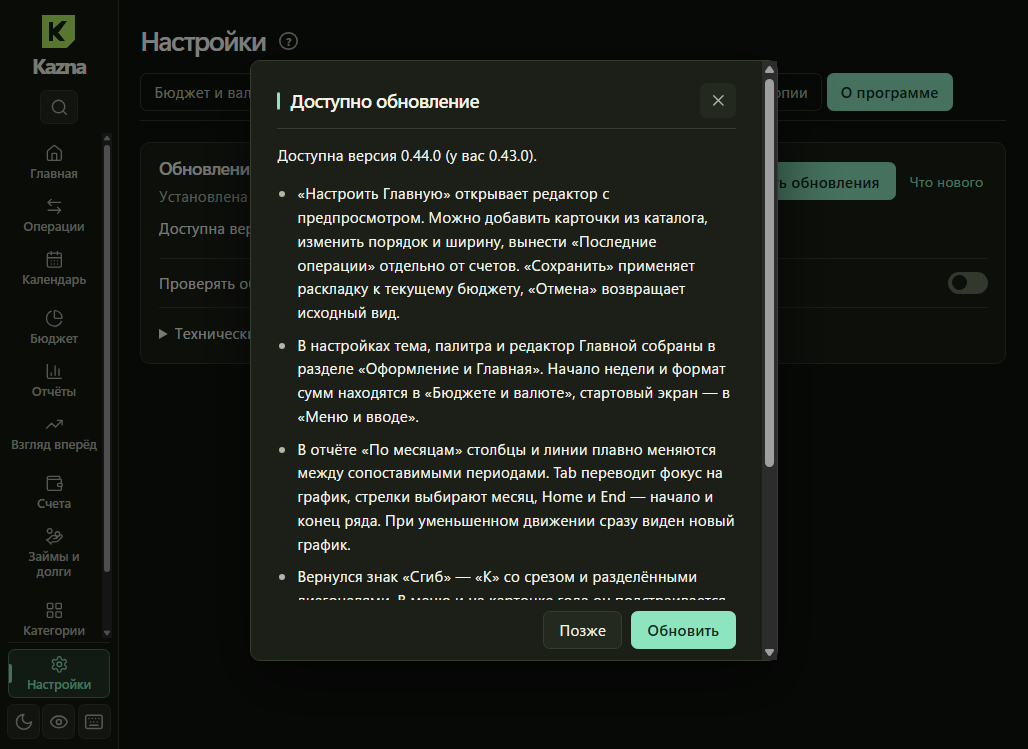 Kazna
Главная
Операции
Календарь
Бюджет
Отчёты
Взгляд вперёд
Счета
Займы и
долги
Категории
Настройки
Настройки
Бюджет и
О программе
Установлена
Доступна
обновления
Что нового
Проверять
Доступно обновление
Доступна версия 0.44.0 (у вас 0.43.0).
«Настроить Главную» открывает редактор с
предпросмотром. Можно добавить карточки из каталога,
изменить порядок и ширину, вынести «Последние
операции» отдельно от счетов. «Сохранить» применяет
раскладку к текущему бюджету, «Отмена» возвращает
исходный вид.
В настройках тема, палитра и редактор Главной собраны в
разделе «Оформление и Главная». Начало недели и формат
сумм находятся в «Бюджете и валюте», стартовый экран — в
«Меню и вводе».
В отчёте «По месяцам» столбцы и линии плавно меняются
между сопоставимыми периодами. Tab переводит фокус на
график, стрелки выбирают месяц, Home и End — начало и
конец ряда. При уменьшенном движении сразу виден новый
график.
Вернулся знак «Сгиб» — «К» со срезом и разделёнными
Позже
Обновить